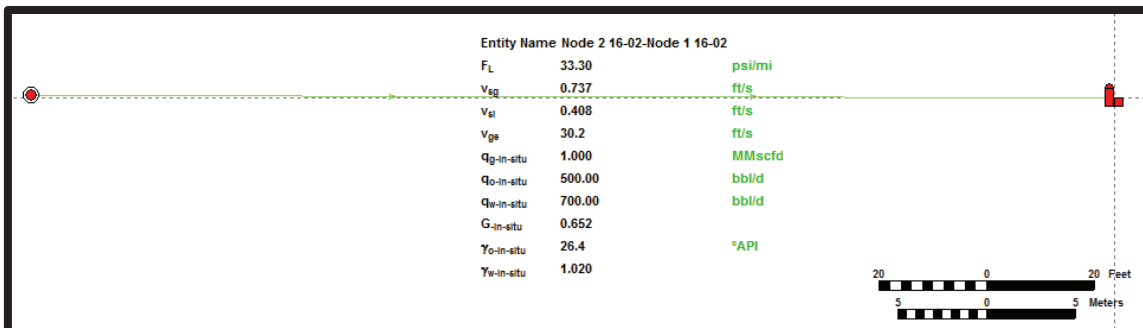 Entity Name Node 2 16-02-Node 1 16-02
FL 33.30 psi/mi
vsg 0.737 ft/s
vsl 0.408 ft/s
vge 30.2 ft/s
qg-in-situ 1.000 MMscfd
qo-in-situ 500.00 bbl/d
qw-in-situ 700.00 bbl/d
G-in-situ 0.652
γo-in-situ 26.4 °API
γw-in-situ 1.020
20 0 20 Feet
5 0 5 Meters